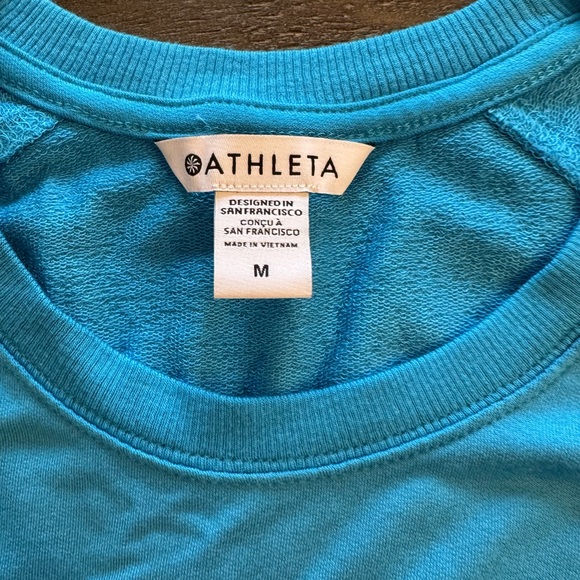 ATHLETA
DESIGNED IN
SAN FRANCISCO
CONÇU À
SAN FRANCISCO
MADE IN VIETNAM
M